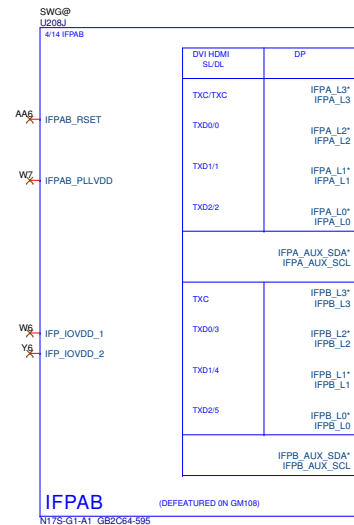 SWG@
U208J
4/14 IFPAB
DVI HDMI DP
SL/DL
TXC/TXC
IFPA_L3*
IFPA_L3
AA6
IFPAB_RSET
TXD0/0
IFPA_L2*
IFPA_L2
W7
IFPAB_PLLVDD
TXD1/1
IFPA_L1*
IFPA_L1
TXD2/2
IFPA_L0*
IFPA_L0
IFPA_AUX_SDA*
IFPA_AUX_SCL
TXC
IFPB_L3*
IFPB_L3
W6
IFP_IOVDD_1
TXD0/3
IFPB_L2*
IFPB_L2
Y6
IFP_IOVDD_2
TXD1/4
IFPB_L1*
IFPB_L1
TXD2/5
IFPB_L0*
IFPB_L0
IFPB_AUX_SDA*
IFPB_AUX_SCL
IFPAB (DEFEATURED 0N GM108)
N17S-G1-A1 GB2C64-595